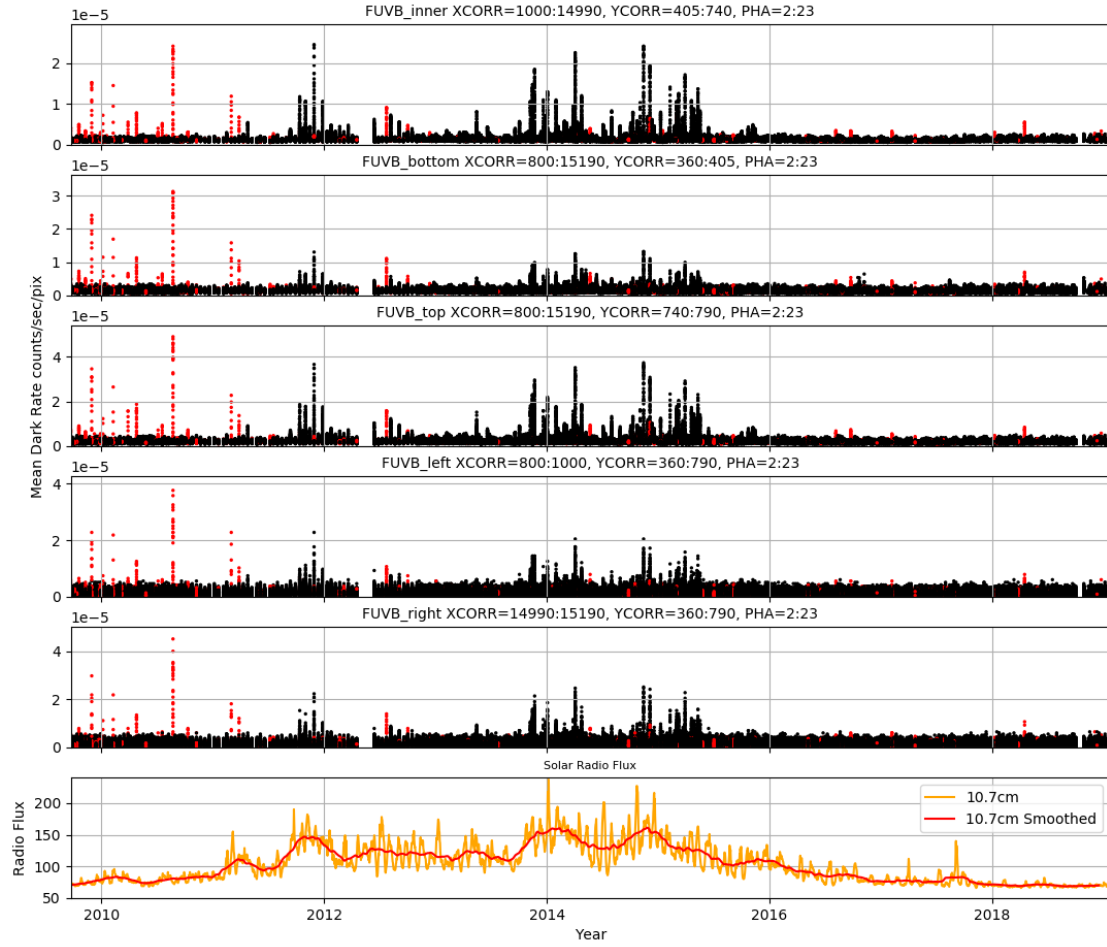 FUVB_inner XCORR=1000:14990, YCORR=405:740, PHA=2:23
1e−5
2
1
0
FUVB_bottom XCORR=800:15190, YCORR=360:405, PHA=2:23
1e−5
3
2
1
0
FUVB_top XCORR=800:15190, YCORR=740:790, PHA=2:23
1e−5
4
2
0
Mean Dark Rate counts/sec/pix
FUVB_left XCORR=800:1000, YCORR=360:790, PHA=2:23
1e−5
4
2
0
FUVB_right XCORR=14990:15190, YCORR=360:790, PHA=2:23
1e−5
4
2
0
Solar Radio Flux
200
150
100
50
Radio Flux
10.7cm
10.7cm Smoothed
2010 2012 2014 2016 2018
Year